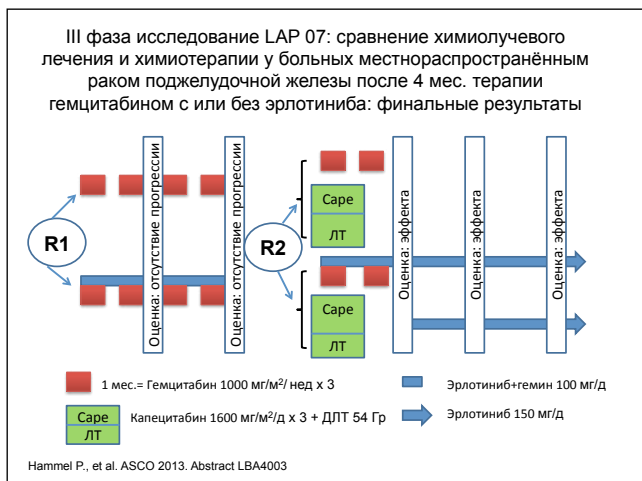 III фаза исследование LAP 07: сравнение химиолучевого
лечения и химиотерапии у больных местнораспространённым
раком поджелудочной железы после 4 мес. терапии
гемцитабином с или без эрлотиниба: финальные результаты
R1
Оценка: отсутствие прогрессии
Оценка: отсутствие прогрессии
R2
Cape
ЛТ
Cape
ЛТ
Оценка: эффекта
Оценка: эффекта
Оценка: эффекта
1 мес.= Гемцитабин 1000 мг/м²/ нед х 3
Эрлотиниб+гемин 100 мг/д
Cape
ЛТ
Капецитабин 1600 мг/м²/д х 3 + ДЛТ 54 Гр
Эрлотиниб 150 мг/д
Hammel P., et al. ASCO 2013. Abstract LBA4003